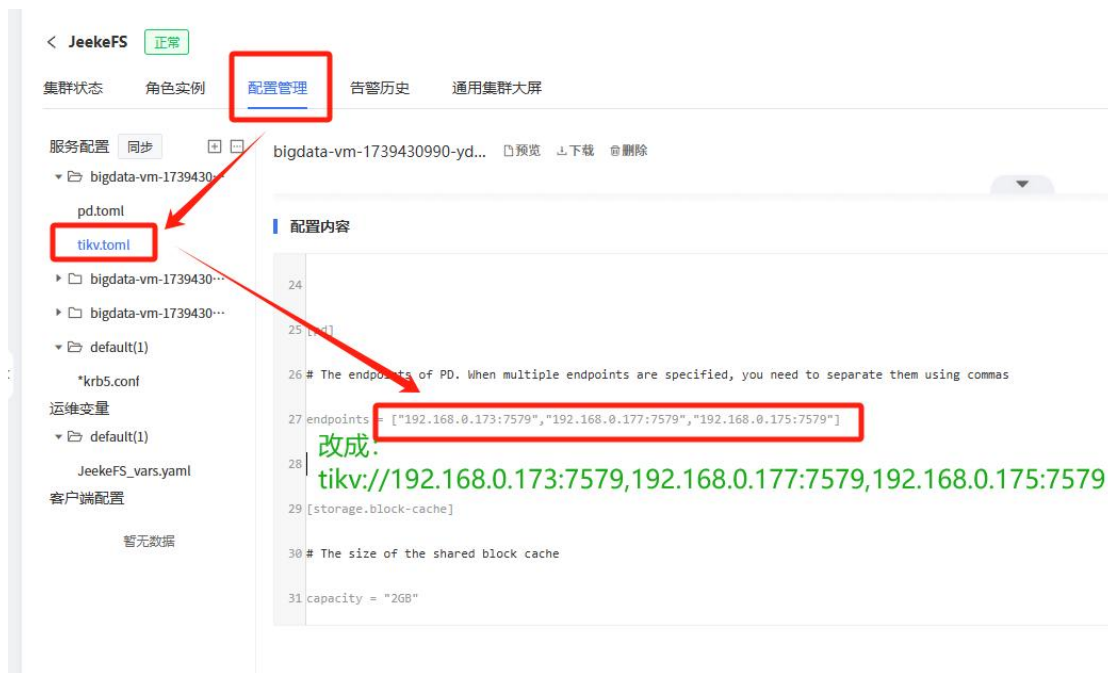 < JeekeFS 正常
集群状态 角色实例 配置管理 告警历史 通用集群大屏
服务配置 同步
bigdata-vm-1739430-yd... 预览 下载 删除
bigdata-vm-1739430...
pd.toml
tikv.toml
bigdata-vm-1739430...
bigdata-vm-1739430...
default(1)
*krb5.conf
运维变量
default(1)
JeekeFS_vars.yaml
客户端配置
暂无数据
配置内容
24
25 [pd]
26 # The endpoints of PD. When multiple endpoints are specified, you need to separate them using commas
27 endpoints = ["192.168.0.173:7579","192.168.0.177:7579","192.168.0.175:7579"]
改成:
28
tikv://192.168.0.173:7579,192.168.0.177:7579,192.168.0.175:7579
29 [storage.block-cache]
30 # The size of the shared block cache
31 capacity = "2GB"